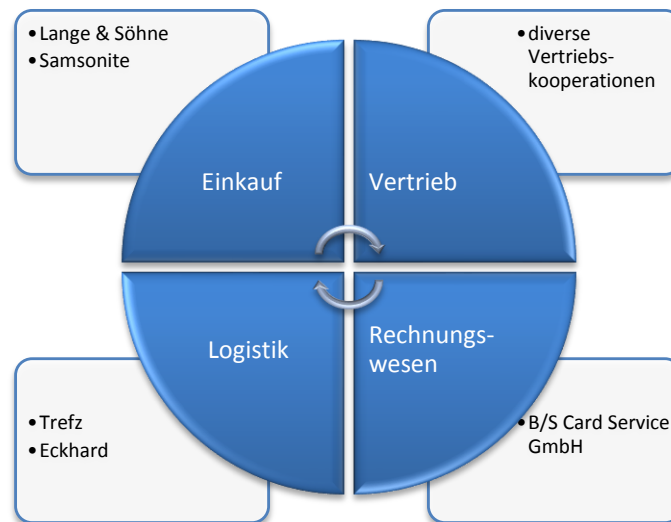 •Lange & Söhne
•Samsonite
•diverse
Vertriebs-
kooperationen
Einkauf
Vertrieb
Logistik
Rechnungs-
wesen
•Trefz
•Eckhard
•B/S Card Service
GmbH